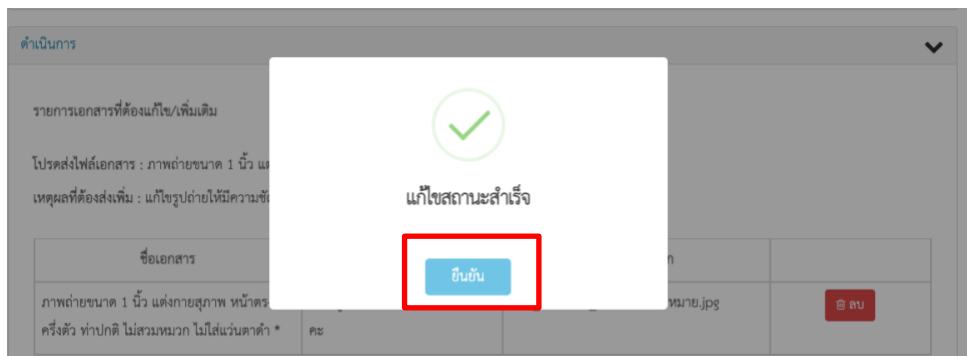 ดำเนินการ
รายการเอกสารที่ต้องแก้ไข/เพิ่มเติม
โปรดส่งไฟล์เอกสาร : ภาพถ่ายขนาด 1 นิ้ว
เหตุผลที่ต้องส่งเพิ่ม : แก้ไขรูปถ่ายให้มีความ
แก้ไขสถานะสำเร็จ
ยืนยัน
ชื่อเอกสาร
ภาพถ่ายขนาด 1 นิ้ว แต่งกายสุภาพ หน้าตร
หมาย.jpg
ลบ
ครึ่งตัว ท่าปกติ ไม่สวมหมวก ไม่ใส่แว่นตาดำ *
คะ